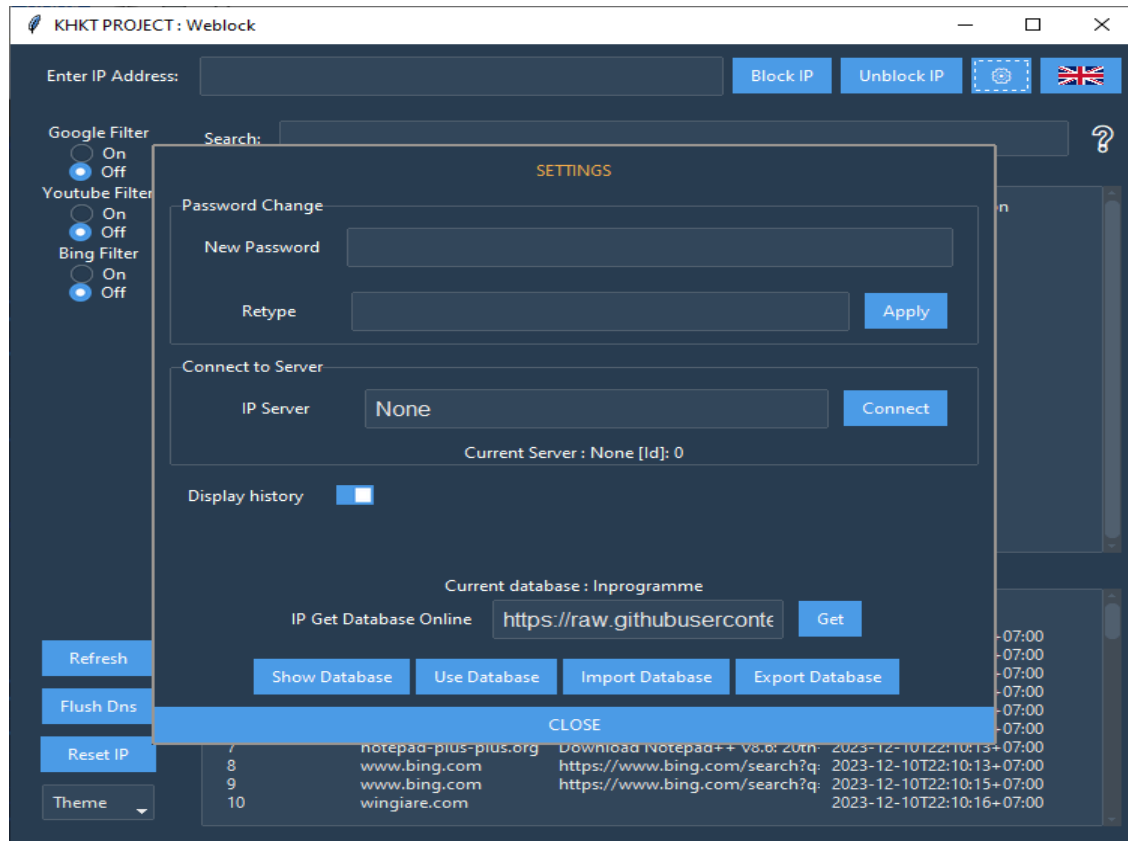 KHKT PROJECT : Weblock
Enter IP Address:
Block IP
Unblock IP
Google Filter
On
Off
Search:
Youtube Filter
On
Off
Bing Filter
On
Off
SETTINGS
Password Change
New Password
Retype
Apply
Connect to Server
IP Server
None
Connect
Current Server : None [Id]: 0
Display history
Current database : Inprogramme
IP Get Database Online
https://raw.githubuserconte
Get
Show Database
Use Database
Import Database
Export Database
CLOSE
Refresh
Flush Dns
Reset IP
Theme
n
-07:00
-07:00
-07:00
-07:00
-07:00
-07:00
7 notepad-plus-plus.org Download Notepad++ v8.6: 20th- 2023-12-10T22:10:13+07:00
8 www.bing.com https://www.bing.com/search?q: 2023-12-10T22:10:13+07:00
9 www.bing.com https://www.bing.com/search?q: 2023-12-10T22:10:15+07:00
10 wingiare.com 2023-12-10T22:10:16+07:00